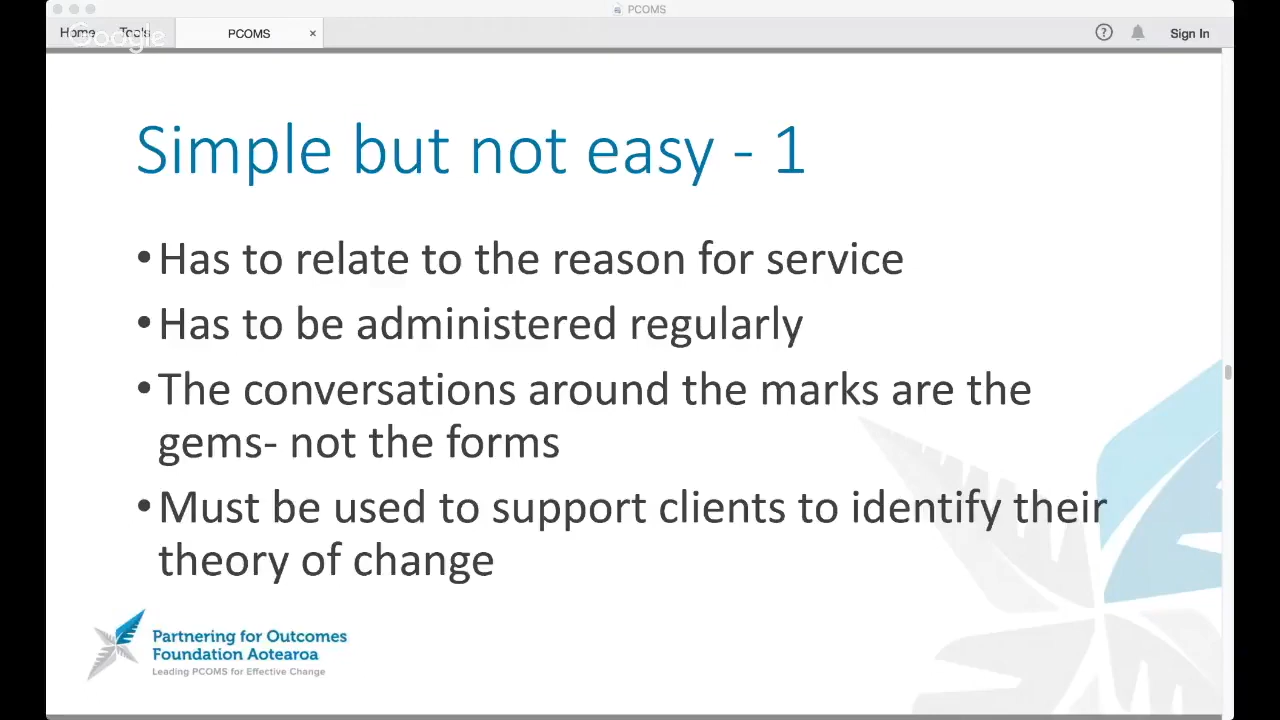 PCOMS
Home Tools PCOMS × ? Sign In
Google
Simple but not easy - 1
•Has to relate to the reason for service
•Has to be administered regularly
•The conversations around the marks are the
gems- not the forms
•Must be used to support clients to identify their
theory of change
Partnering for Outcomes
Foundation Aotearoa
Leading PCOMS for Effective Change